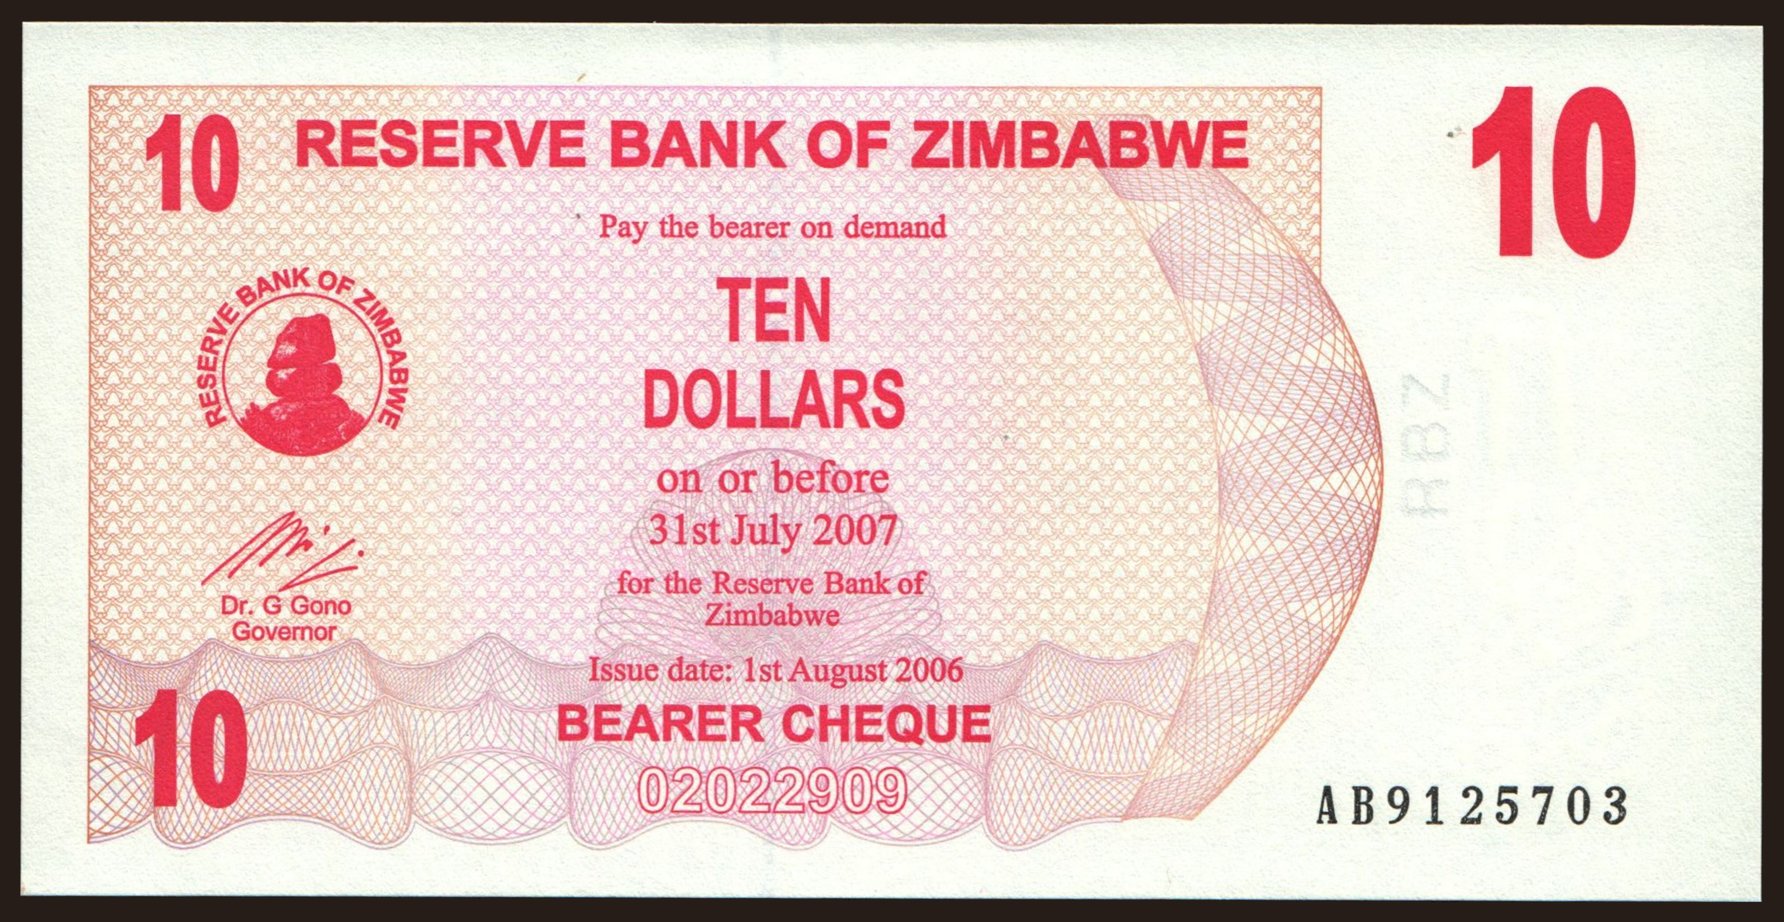 10
RESERVE BANK OF ZIMBABWE
10
Pay the bearer on demand
TEN
DOLLARS
RESERVE BANK OF ZIMBABWE
on or before
31st July 2007
for the Reserve Bank of
Zimbabwe
Dr. G Gono
Governor
Issue date: 1st August 2006
10
BEARER CHEQUE
02022909
AB9125703
RBZ